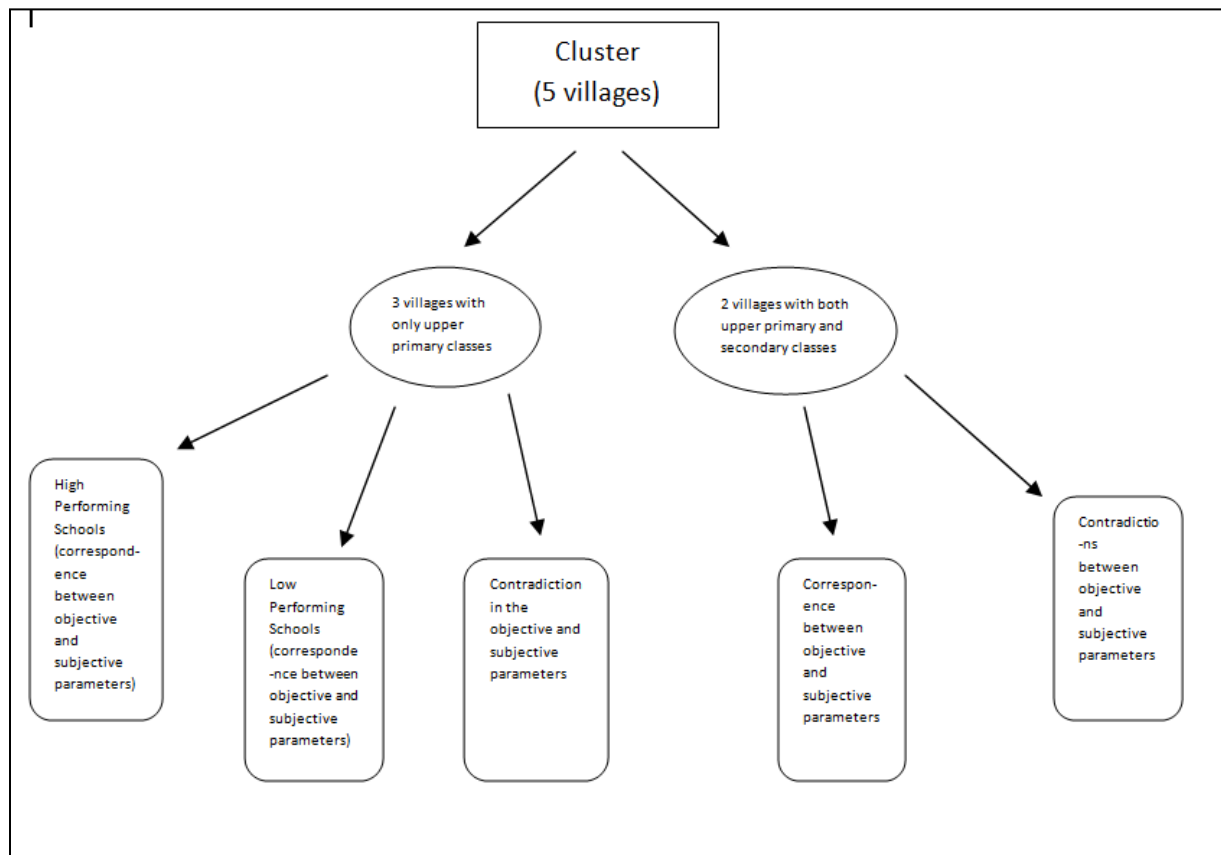 Cluster
(5 villages)
3 villages with
only upper
primary classes
2 villages with both
upper primary and
secondary classes
High
Performing
Schools
(correspond-
ence
between
objective
and
subjective
parameters)
Low
Performing
Schools
(corresponde
-nce between
objective and
subjective
parameters)
Contradiction
in the
objective and
subjective
parameters
Correspon-
ence
between
objective
and
subjective
parameters
Contradictio
-ns
between
objective
and
subjective
parameters